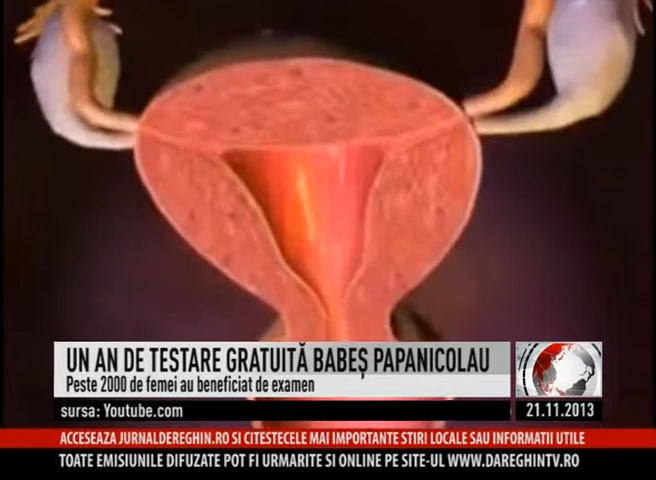 UN AN DE TESTARE GRATUITĂ BABEȘ PAPANICOLAU
Peste 2000 de femei au beneficiat de examen
sursa: Youtube.com
21.11.2013
ACCESEAZA JURNALDEREGHIN.RO SI CITESTECELE MAI IMPORTANTE STIRI LOCALE SAU INFORMATII UTILE
TOATE EMISIUNILE DIFUZATE POT FI URMARITE SI ONLINE PE SITE-UL WWW.DAREGHINTV.RO